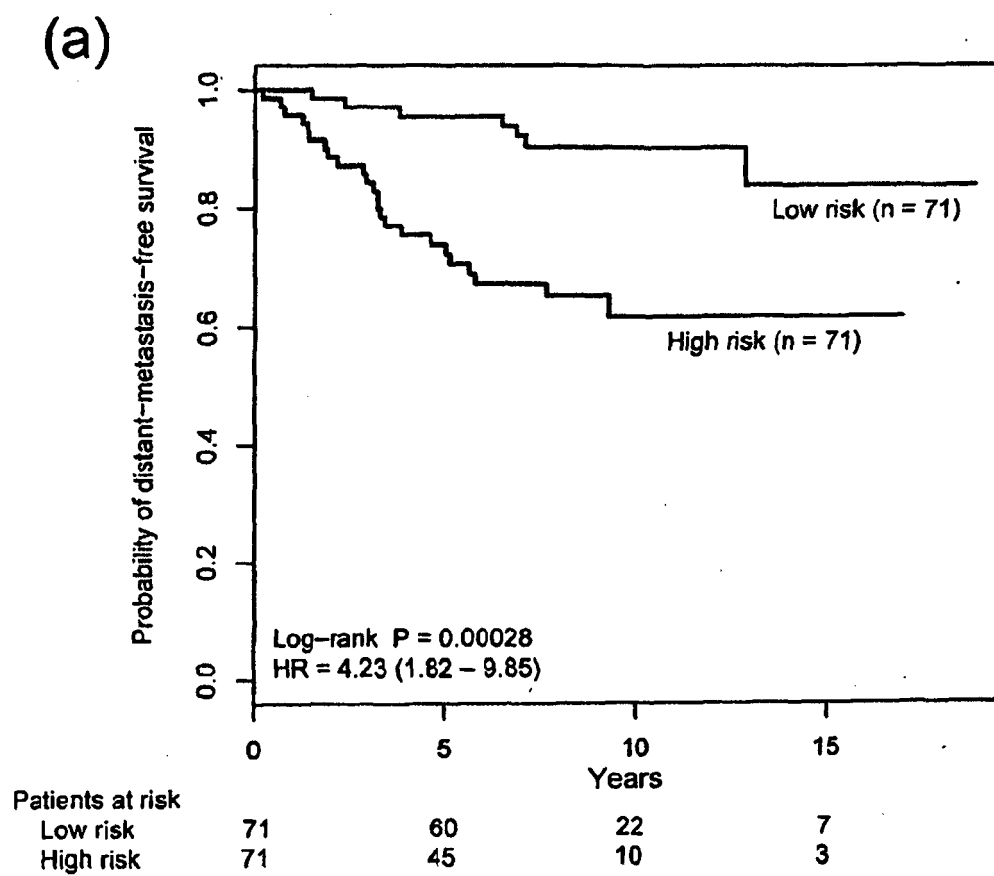 (a)
Probability of distant-metastasis-free survival
1.0
0.8
0.6
0.4
0.2
0.0
Low risk (n = 71)
High risk (n = 71)
Log-rank P = 0.00028
HR = 4.23 (1.82 – 9.85)
0 5 10 15
Years
Patients at risk
Low risk 71 60 22 7
High risk 71 45 10 3